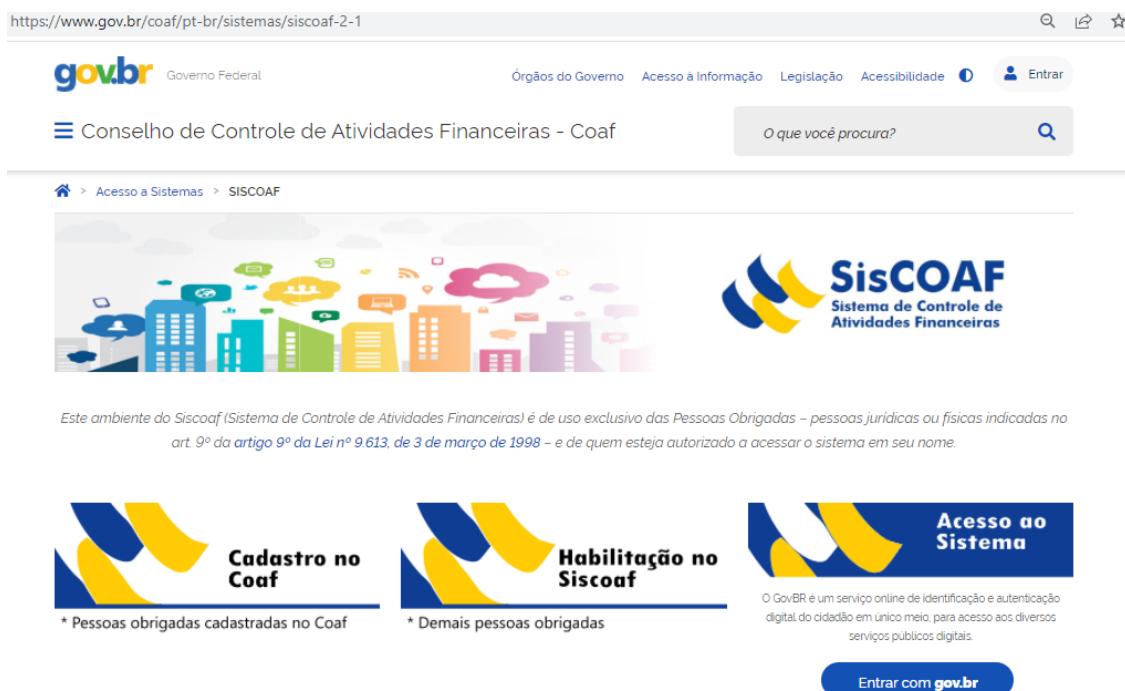 https://www.gov.br/coaf/pt-br/sistemas/siscoaf-2-1
gov.br Governo Federal Órgãos do Governo Acesso à Informação Legislação Acessibilidade Entrar
Conselho de Controle de Atividades Financeiras - Coaf O que você procura?
> Acesso a Sistemas > SISCOAF
SisCOAF
Sistema de Controle de
Atividades Financeiras
Este ambiente do Siscoaf (Sistema de Controle de Atividades Financeiras) é de uso exclusivo das Pessoas Obrigadas – pessoas jurídicas ou físicas indicadas no
art. 9º da artigo 9º da Lei nº 9.613, de 3 de março de 1998 – e de quem esteja autorizado a acessar o sistema em seu nome.
Cadastro no
Coaf
* Pessoas obrigadas cadastradas no Coaf
Habilitação no
Siscoaf
* Demais pessoas obrigadas
Acesso ao
Sistema
O GovBR é um serviço online de identificação e autenticação
digital do cidadão em único meio, para acesso aos diversos
serviços públicos digitais.
Entrar com gov.br